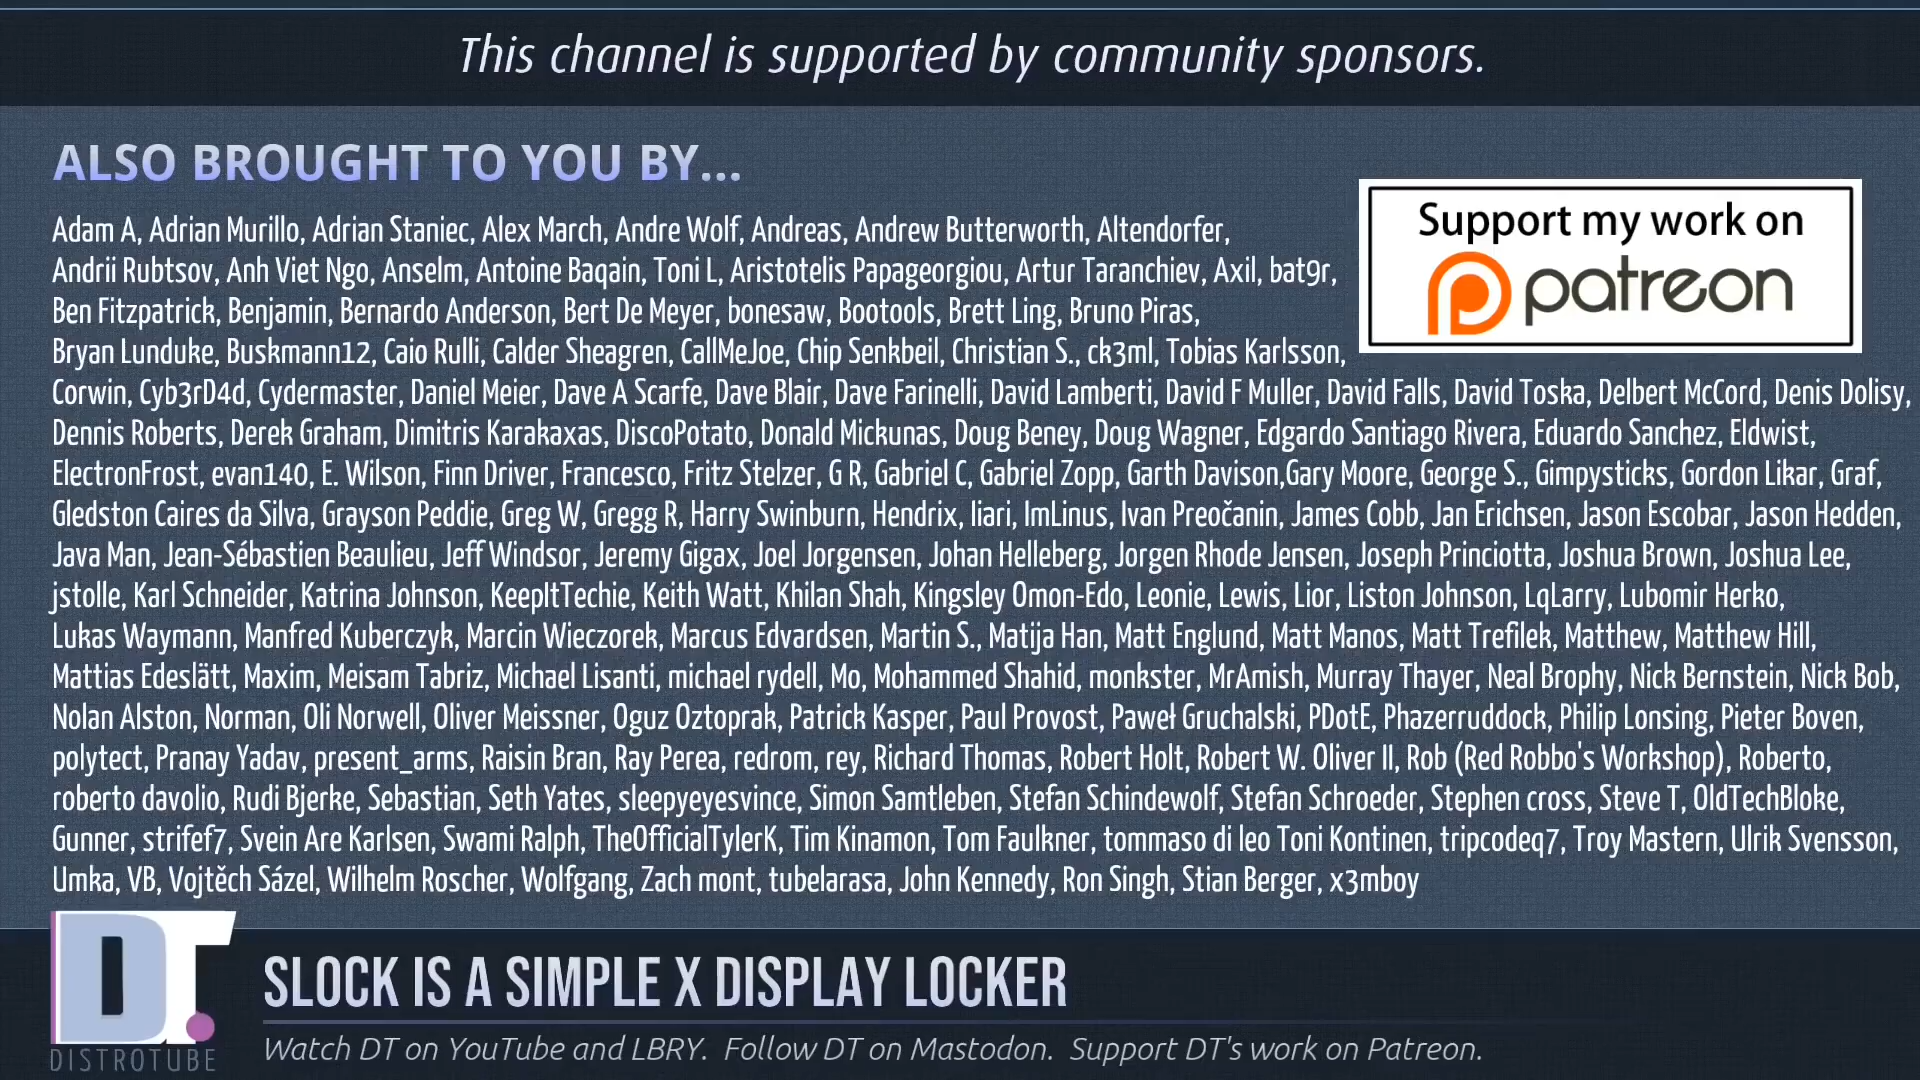 This channel is supported by community sponsors.
ALSO BROUGHT TO YOU BY...
Support my work on
patreon
Adam A, Adrian Murillo, Adrian Staniec, Alex March, Andre Wolf, Andreas, Andrew Butterworth, Altendorfer,
Andrii Rubtsov, Anh Viet Ngo, Anselm, Antoine Baqain, Toni L, Aristotelis Papageorgiou, Artur Taranchiev, Axil, bat9r,
Ben Fitzpatrick, Benjamin, Bernardo Anderson, Bert De Meyer, bonesaw, Bootools, Brett Ling, Bruno Piras,
Bryan Lunduke, Buskmann12, Caio Rulli, Calder Sheagren, CallMeJoe, Chip Senkbeil, Christian S., ck3ml, Tobias Karlsson,
Corwin, Cyb3rD4d, Cydermaster, Daniel Meier, Dave A Scarfe, Dave Blair, Dave Farinelli, David Lamberti, David F Muller, David Falls, David Toska, Delbert McCord, Denis Dolisy,
Dennis Roberts, Derek Graham, Dimitris Karakaxas, DiscoPotato, Donald Mickunas, Doug Beney, Doug Wagner, Edgardo Santiago Rivera, Eduardo Sanchez, Eldwist,
ElectronFrost, evan140, E. Wilson, Finn Driver, Francesco, Fritz Stelzer, G R, Gabriel C, Gabriel Zopp, Garth Davison,Gary Moore, George S., Gimpysticks, Gordon Likar, Graf,
Gledston Caires da Silva, Grayson Peddie, Greg W, Gregg R, Harry Swinburn, Hendrix, Iiari, ImLinus, Ivan Preočanin, James Cobb, Jan Erichsen, Jason Escobar, Jason Hedden,
Java Man, Jean-Sébastien Beaulieu, Jeff Windsor, Jeremy Gigax, Joel Jorgensen, Johan Helleberg, Jorgen Rhode Jensen, Joseph Princiotta, Joshua Brown, Joshua Lee,
jstolle, Karl Schneider, Katrina Johnson, KeepItTechie, Keith Watt, Khilan Shah, Kingsley Omon-Edo, Leonie, Lewis, Lior, Liston Johnson, LqLarry, Lubomir Herko,
Lukas Waymann, Manfred Kuberczyk, Marcin Wieczorek, Marcus Edvardsen, Martin S., Matija Han, Matt Englund, Matt Manos, Matt Trefilek, Matthew, Matthew Hill,
Mattias Edeslätt, Maxim, Meisam Tabriz, Michael Lisanti, michael rydell, Mo, Mohammed Shahid, monkster, MrAmish, Murray Thayer, Neal Brophy, Nick Bernstein, Nick Bob,
Nolan Alston, Norman, Oli Norwell, Oliver Meissner, Oguz Oztoprak, Patrick Kasper, Paul Provost, Paweł Gruchalski, PDotE, Phazerruddock, Philip Lonsing, Pieter Boven,
polytect, Pranay Yadav, present_arms, Raisin Bran, Ray Perea, redrom, rey, Richard Thomas, Robert Holt, Robert W. Oliver II, Rob (Red Robbo's Workshop), Roberto,
roberto davolio, Rudi Bjerke, Sebastian, Seth Yates, sleepyeyesvince, Simon Samtleben, Stefan Schindewolf, Stefan Schroeder, Stephen cross, Steve T, OldTechBloke,
Gunner, strifef7, Svein Are Karlsen, Swami Ralph, TheOfficialTylerK, Tim Kinamon, Tom Faulkner, tommaso di leo Toni Kontinen, tripcodeq7, Troy Mastern, Ulrik Svensson,
Umka, VB, Vojtěch Sázel, Wilhelm Roscher, Wolfgang, Zach mont, tubelarasa, John Kennedy, Ron Singh, Stian Berger, x3mboy
DT.
DISTROTUBE
SLOCK IS A SIMPLE X DISPLAY LOCKER
Watch DT on YouTube and LBRY. Follow DT on Mastodon. Support DT's work on Patreon.